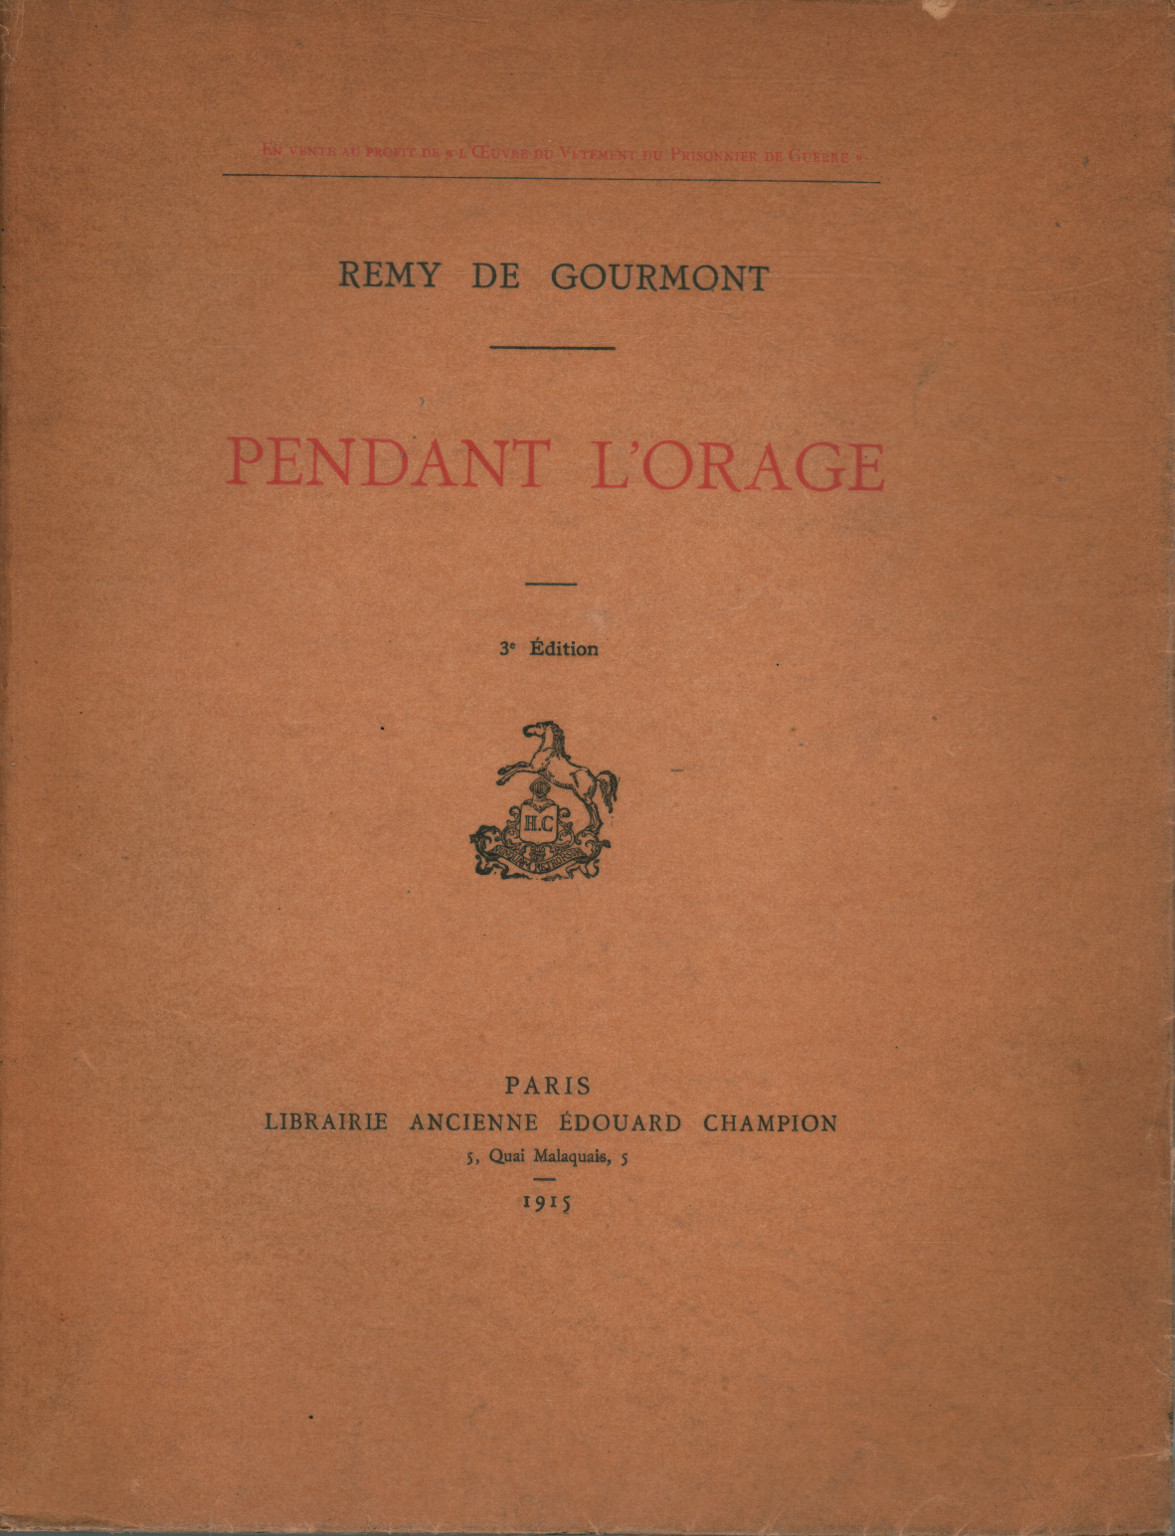 EN VENTE AU PROFIT DE « L'ŒUVRE DU VÊTEMENT DU PRISONNIER DE GUERRE »
REMY DE GOURMONT
PENDANT L'ORAGE
3e Édition
H.C
PARIS
LIBRAIRIE ANCIENNE ÉDOUARD CHAMPION
5, Quai Malaquais, 5
1915